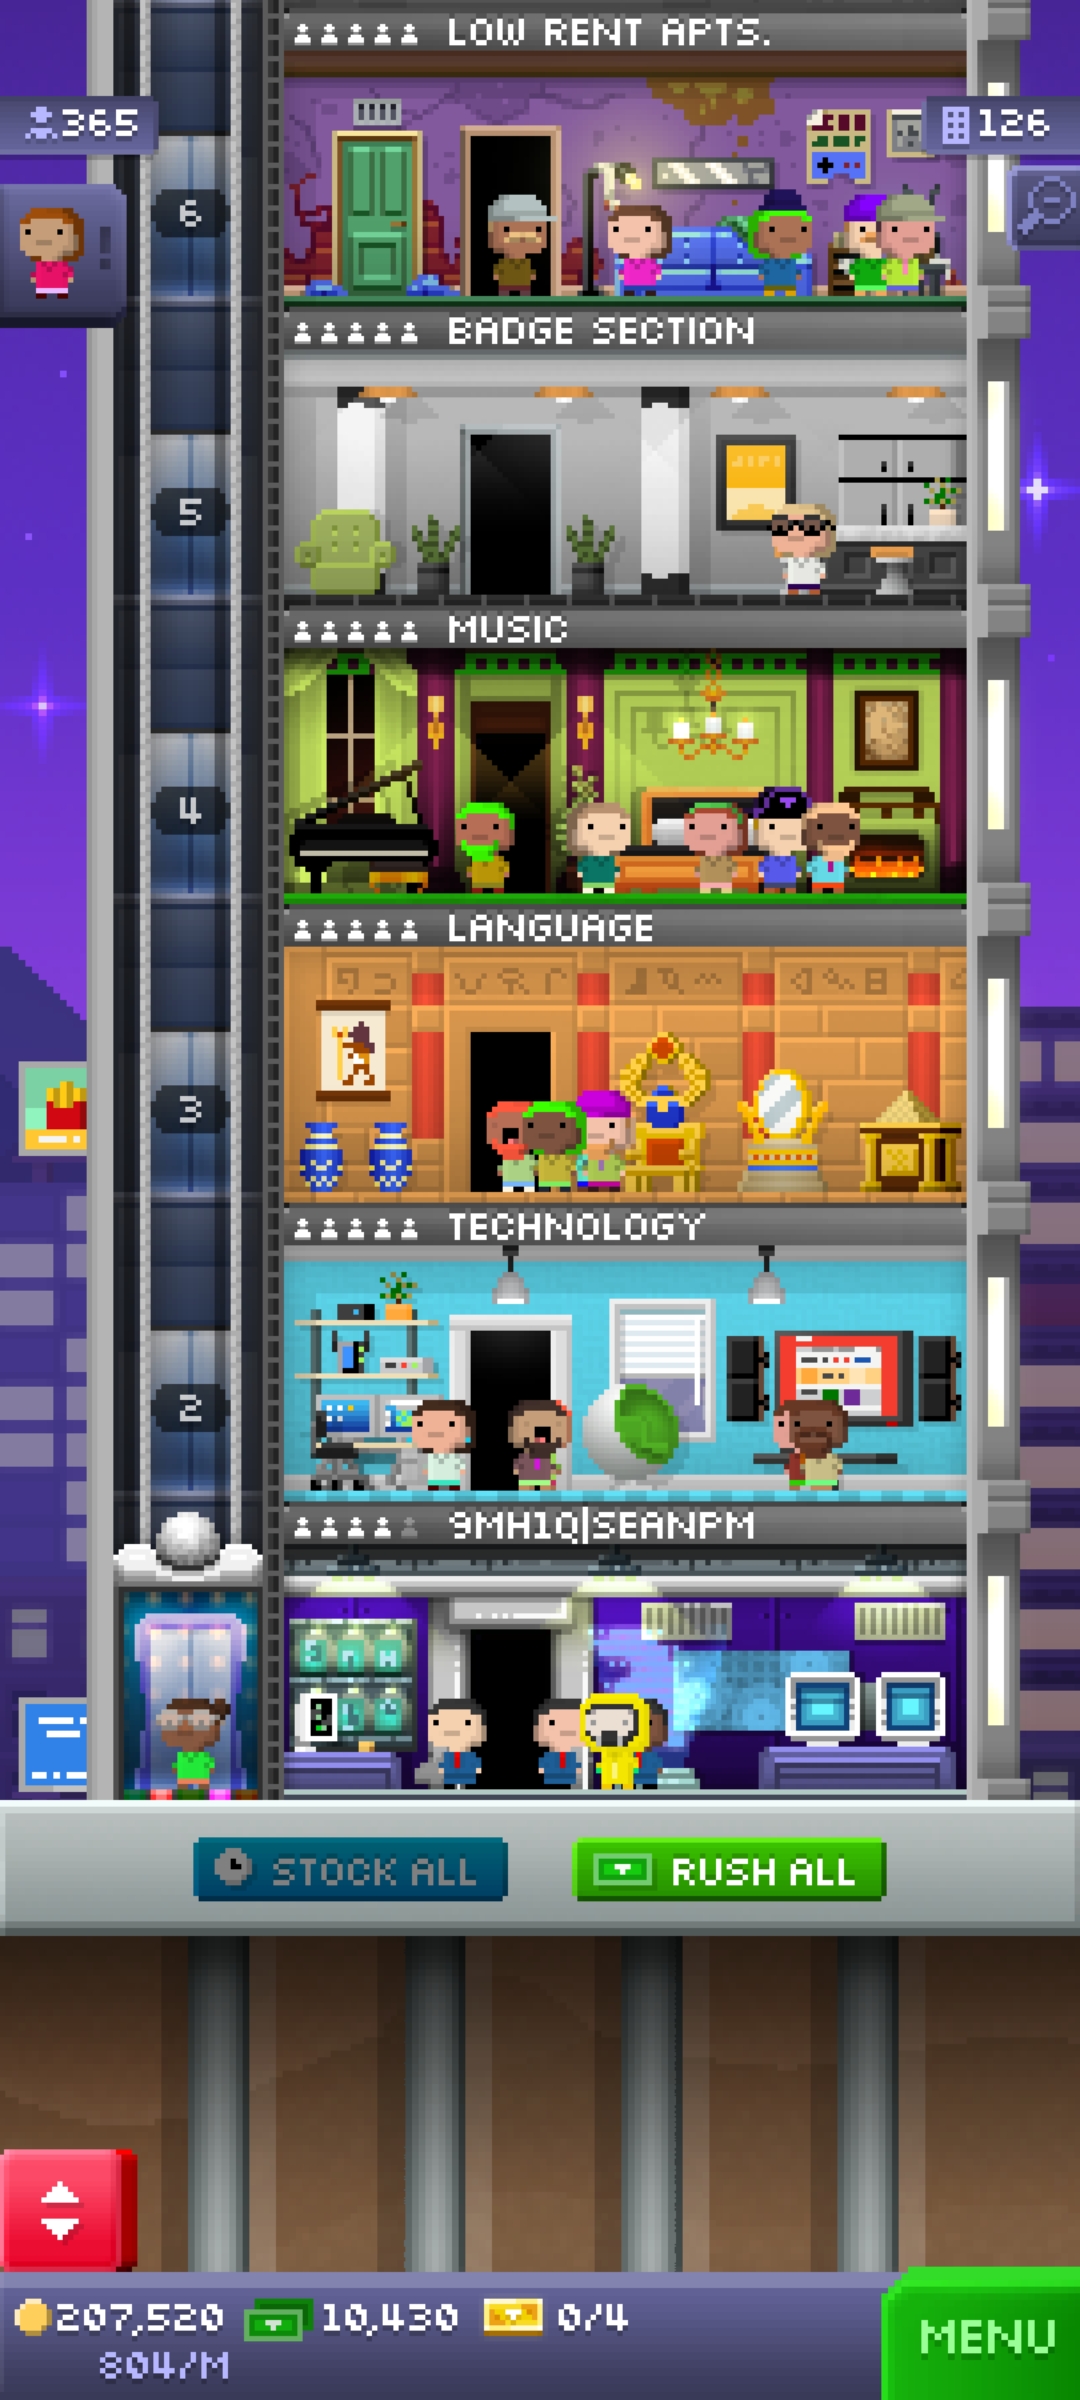 LOW RENT APTS.
365
126
6
BADGE SECTION
5
MUSIC
4
LANGUAGE
3
TECHNOLOGY
2
9MH1Q|SEANPM
STOCK ALL
RUSH ALL
207,520
10,430
0/4
804/M
MENU